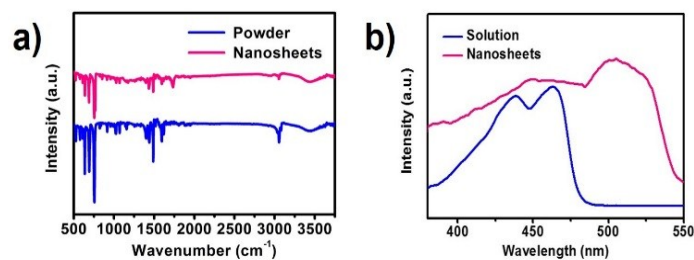 a)
Powder
Nanosheets
Intensity (a.u.)
500 1000 1500 2000 2500 3000 3500
Wavenumber (cm⁻¹)
b)
Solution
Nanosheets
Intensity (a.u.)
400 450 500 550
Wavelength (nm)